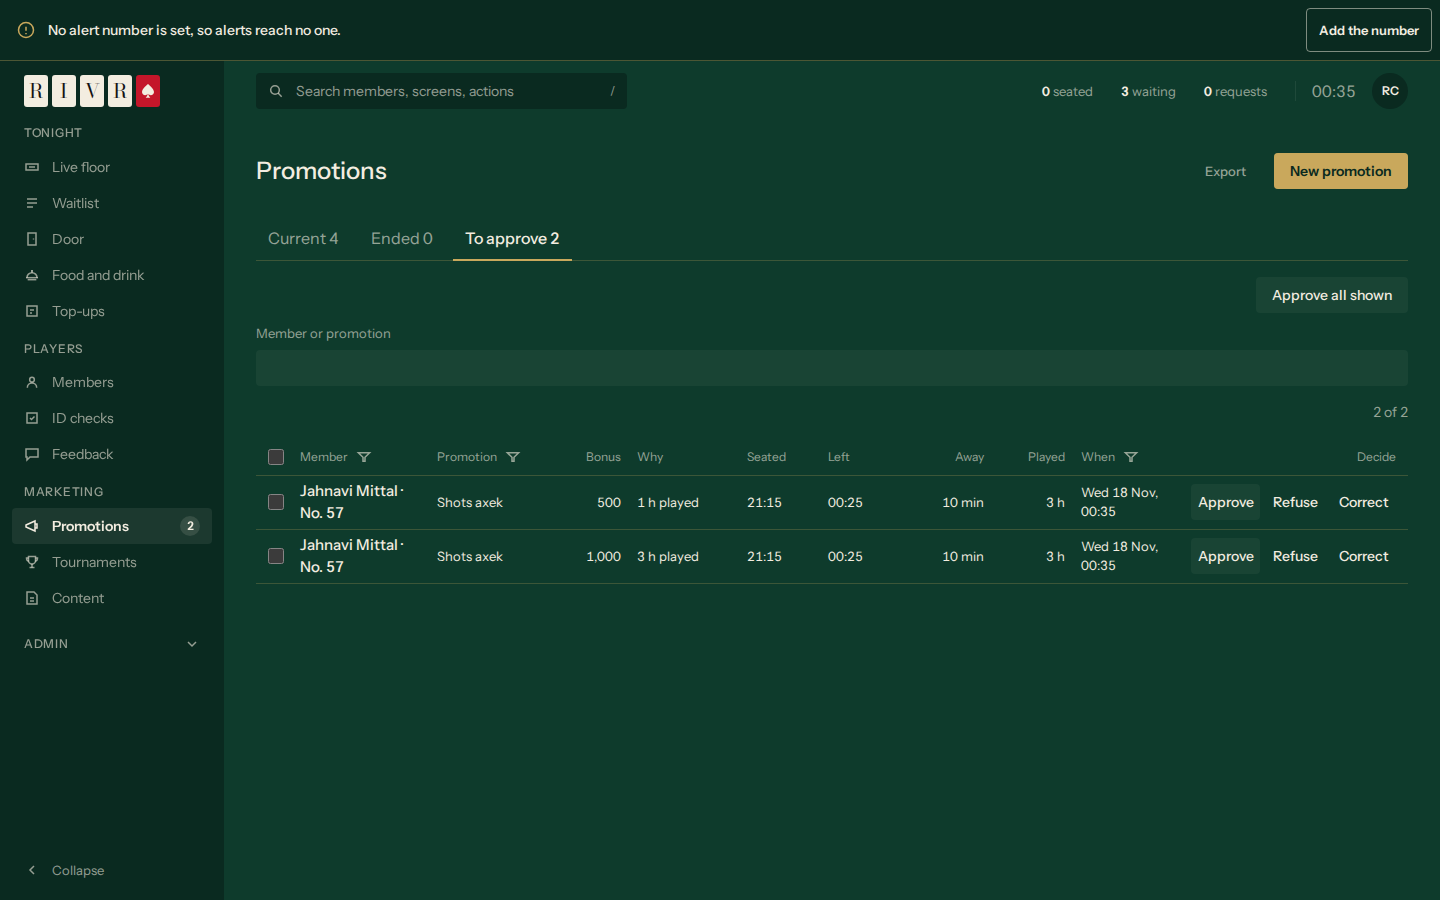 No alert number is set, so alerts reach no one.
Add the number
R I V R
Search members, screens, actions /
0 seated 3 waiting 0 requests 00:35 RC
TONIGHT
Live floor
Waitlist
Door
Food and drink
Top-ups
PLAYERS
Members
ID checks
Feedback
MARKETING
Promotions 2
Tournaments
Content
ADMIN
Collapse
Promotions
Export
New promotion
Current 4 Ended 0 To approve 2
Approve all shown
Member or promotion
2 of 2
Member Promotion Bonus Why Seated Left Away Played When Decide
Jahnavi Mittal ·
No. 57
Shots axek 500 1 h played 21:15 00:25 10 min 3 h
Wed 18 Nov,
00:35
Approve Refuse Correct
Jahnavi Mittal ·
No. 57
Shots axek 1,000 3 h played 21:15 00:25 10 min 3 h
Wed 18 Nov,
00:35
Approve Refuse Correct